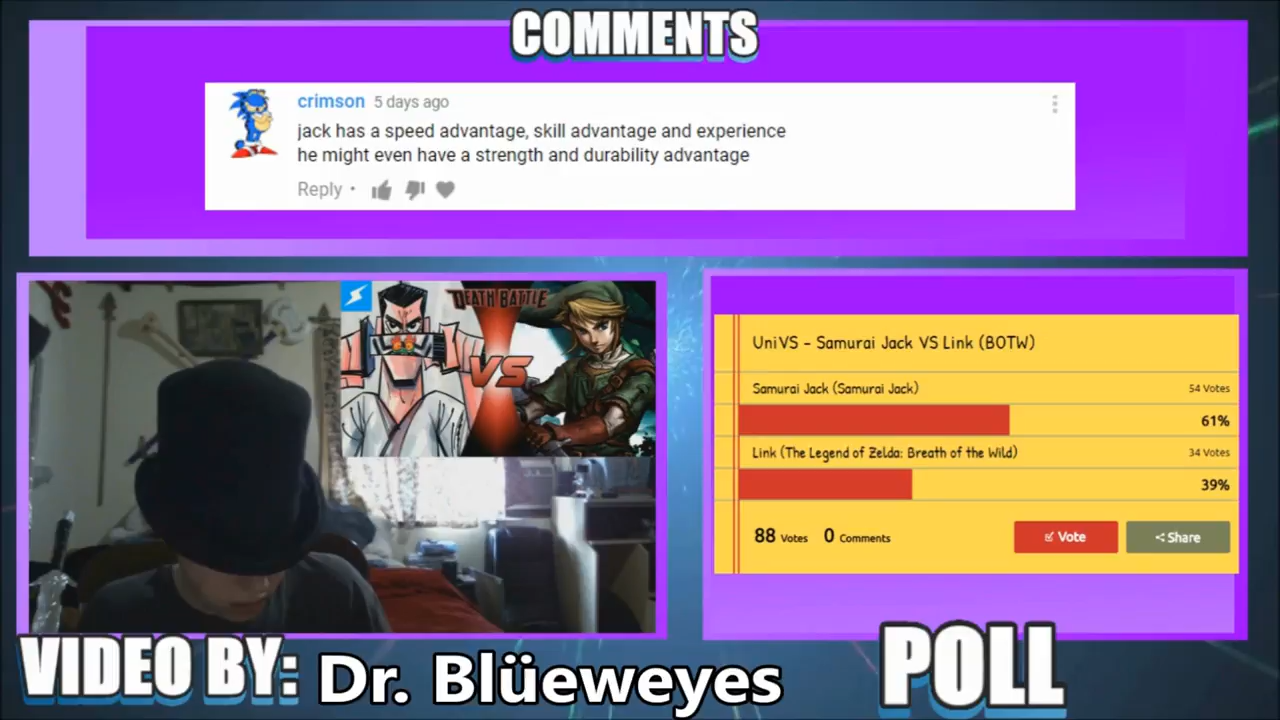 COMMENTS
crimson 5 days ago
jack has a speed advantage, skill advantage and experience
he might even have a strength and durability advantage
Reply •
DEATH BATTLE
VS
UniVS - Samurai Jack VS Link (BOTW)
Samurai Jack (Samurai Jack) 54 Votes
61%
Link (The Legend of Zelda: Breath of the Wild) 34 Votes
39%
88 Votes 0 Comments Vote Share
VIDEO BY: Dr. Blüeweyes
POLL